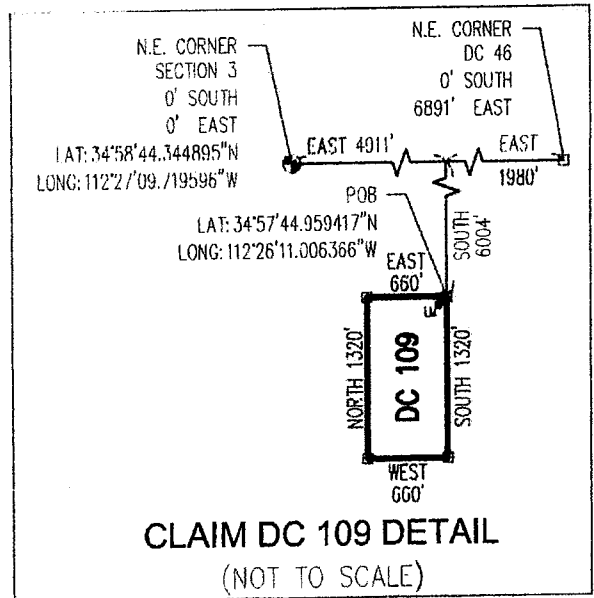 N.E. CORNER
SECTION 3
0' SOUTH
0' EAST
LAT: 34°58'44.344895"N
LONG: 112°27'09.719596"W
N.E. CORNER
DC 46
0' SOUTH
6891' EAST
EAST 4911'
EAST
1980'
POB
LAT: 34°57'44.959417"N
LONG: 112°26'11.006366"W
SOUTH
6004'
EAST
660'
NORTH 1320'
DC 109
SOUTH 1320'
WEST
660'
CLAIM DC 109 DETAIL
(NOT TO SCALE)